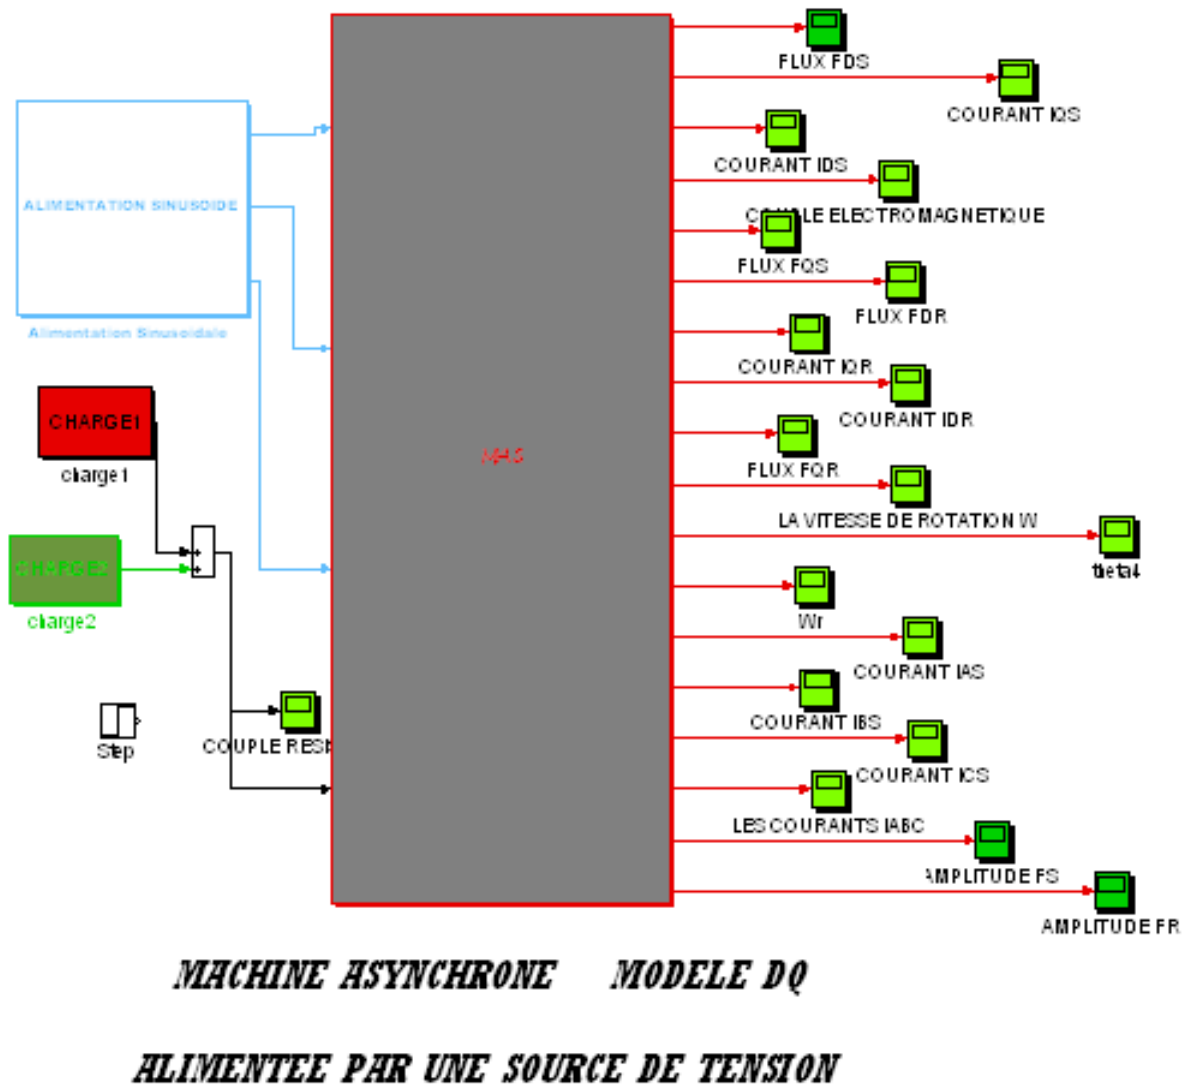 FLUX FDS
COURANT IQS
COURANT IDS
ELECTROMAGNETIQUE
FLUX FQS
FLUX FDR
COURANT IQR
COURANT IDR
FLUX FQR
LA VITESSE DE ROTATION W
theta4
Wr
COURANT IAS
COURANT IBS
COURANT ICS
LES COURANTS IABC
AMPLITUDE FS
AMPLITUDE FR
ALIMENTATION SINUSOIDE
Alimentation Sinusoidale
CHARGE1
charge1
CHARGE2
charge2
Step
COUPLE
MAS
MACHINE ASYNCHRONE MODELE DQ
ALIMENTEE PAR UNE SOURCE DE TENSION